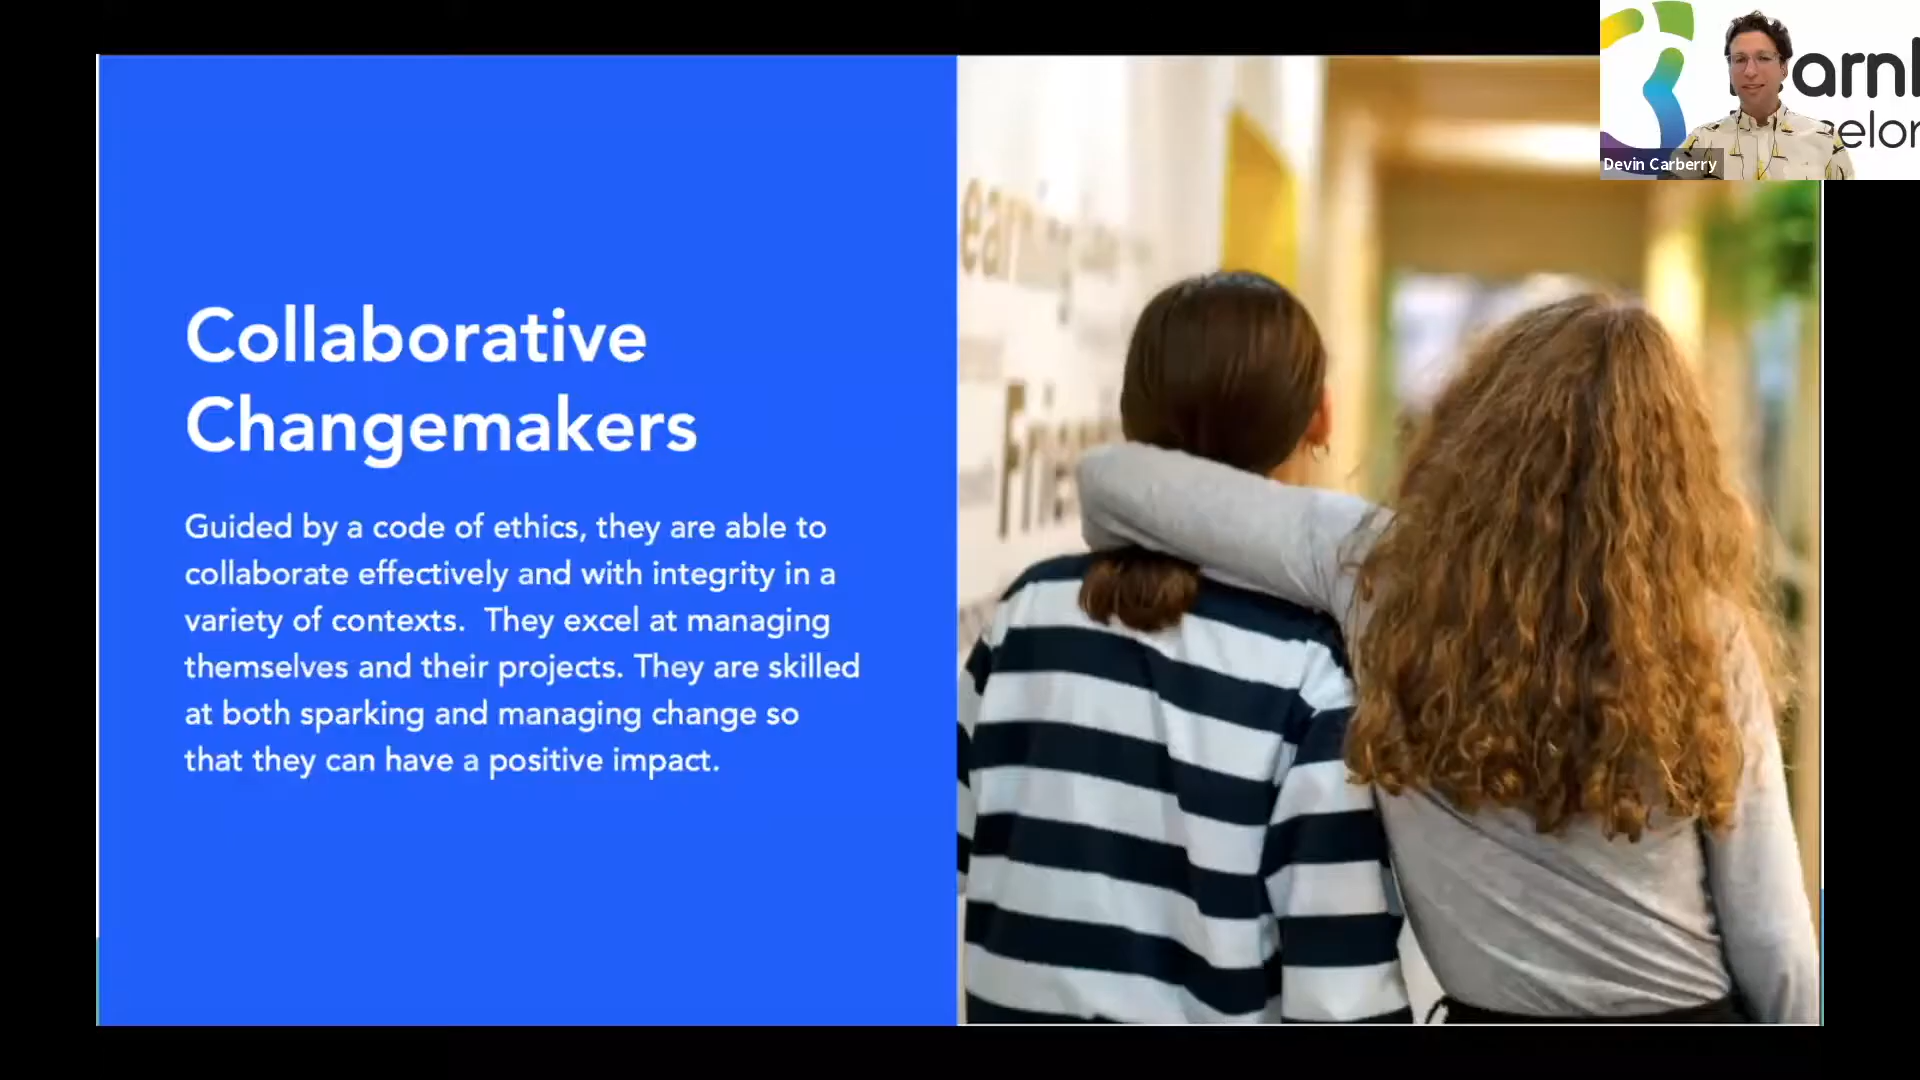 Collaborative
Changemakers
Guided by a code of ethics, they are able to
collaborate effectively and with integrity in a
variety of contexts.  They excel at managing
themselves and their projects. They are skilled
at both sparking and managing change so
that they can have a positive impact.
Devin Carberry